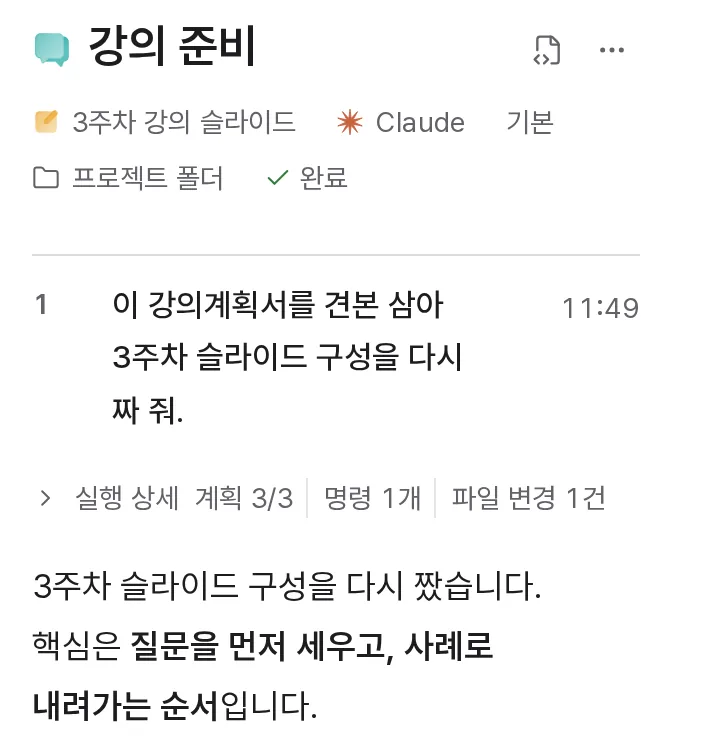 강의 준비
3주차 강의 슬라이드 Claude 기본
프로젝트 폴더 완료
1 이 강의계획서를 견본 삼아 11:49
3주차 슬라이드 구성을 다시
짜 줘.
실행 상세 계획 3/3 명령 1개 파일 변경 1건
3주차 슬라이드 구성을 다시 짰습니다.
핵심은 질문을 먼저 세우고, 사례로
내려가는 순서입니다.